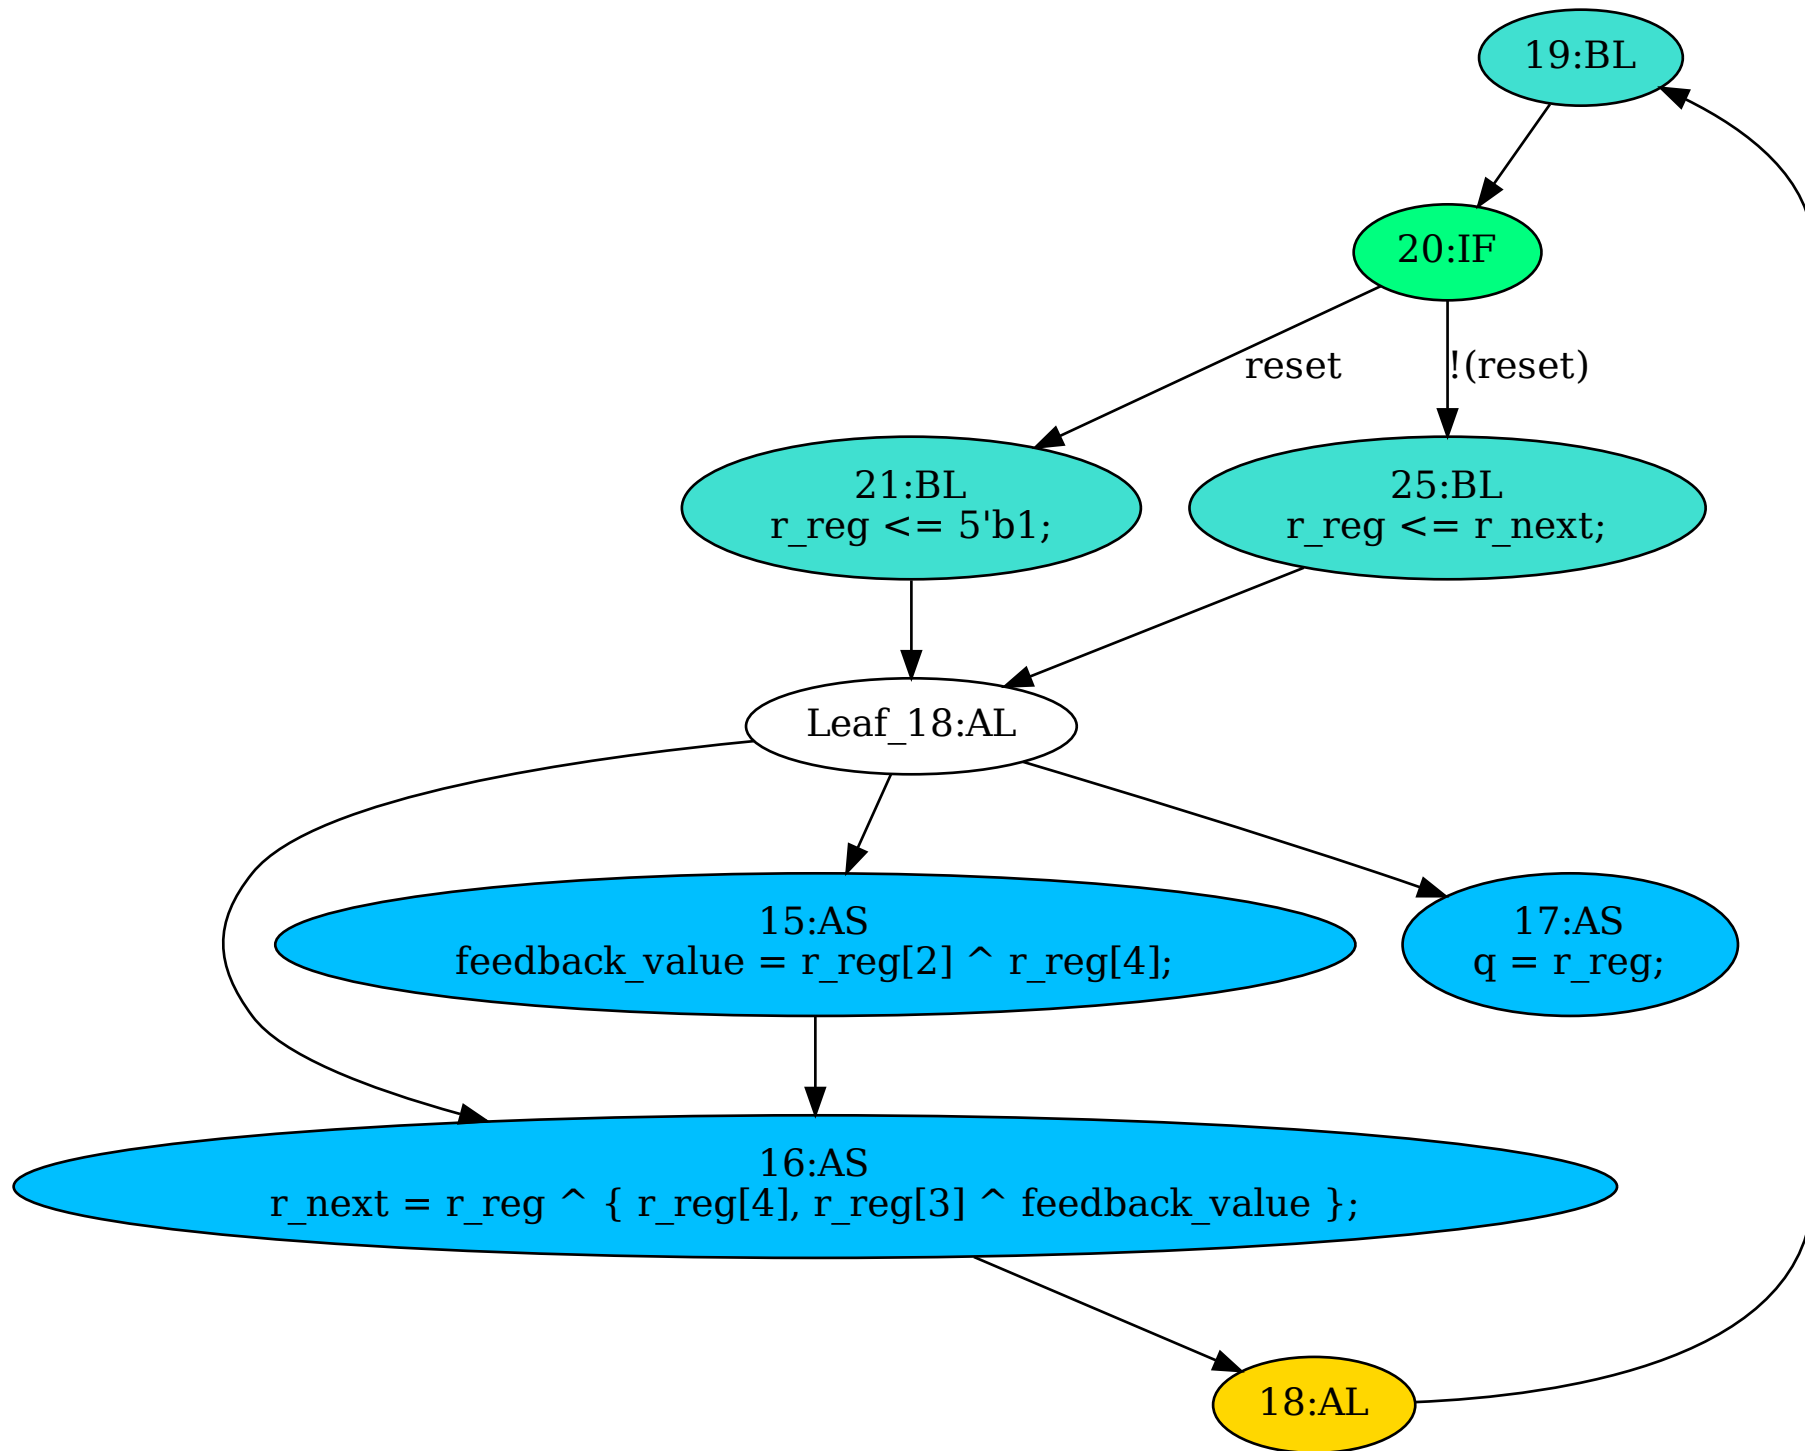 19:BL
20:IF
reset
!(reset)
21:BL
r_reg <= 5'b1;
25:BL
r_reg <= r_next;
Leaf_18:AL
15:AS
feedback_value = r_reg[2] ^ r_reg[4];
17:AS
q = r_reg;
16:AS
r_next = r_reg ^ { r_reg[4], r_reg[3] ^ feedback_value };
18:AL